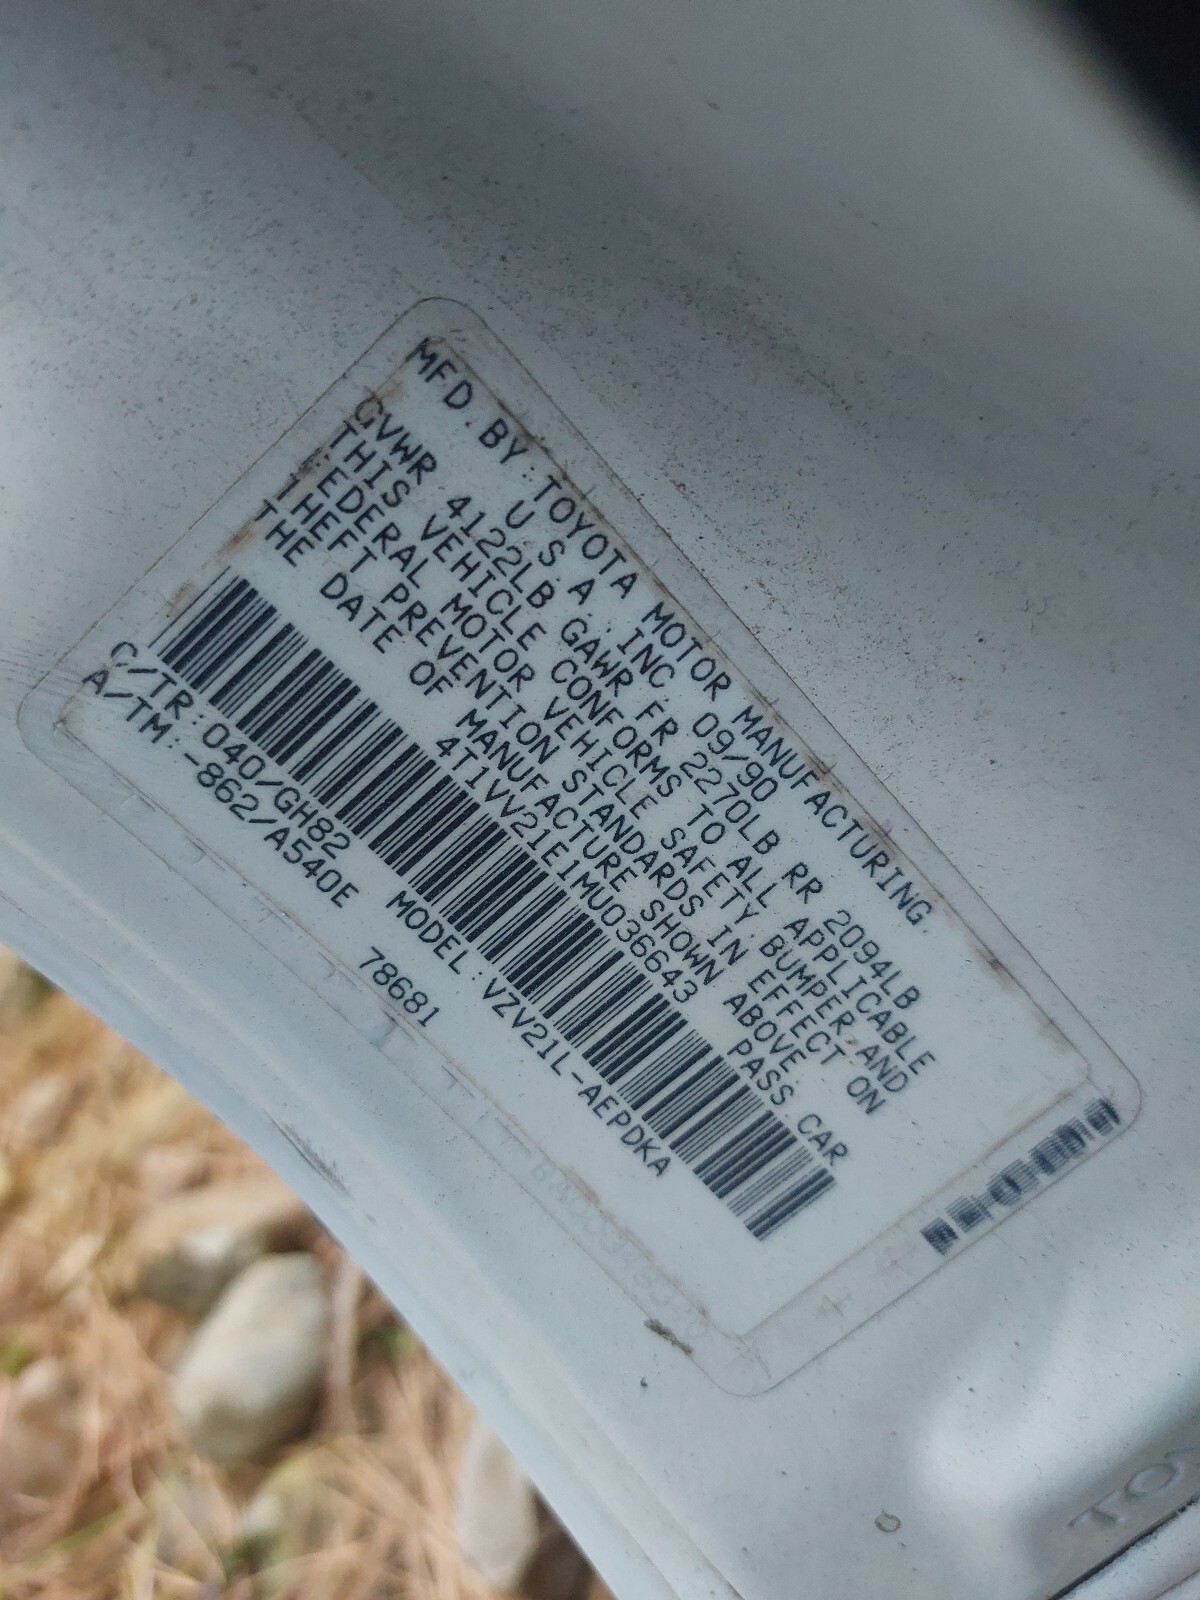 MFD. BY: TOYOTA MOTOR MANUFACTURING.
U.S.A. INC 09/90
GVWR 4122LB GAWR FR 2270LB RR 2094LB
THIS VEHICLE CONFORMS TO ALL APPLICABLE
FEDERAL MOTOR VEHICLE SAFETY, BUMPER, AND
THEFT PREVENTION STANDARDS IN EFFECT ON
THE DATE OF MANUFACTURE SHOWN ABOVE.
4T1VV21E1MU036643 PASS. CAR
C/TR:040/GH82 MODEL:VZV21L-AEPDKA
A/TM:-862/A540E 78681